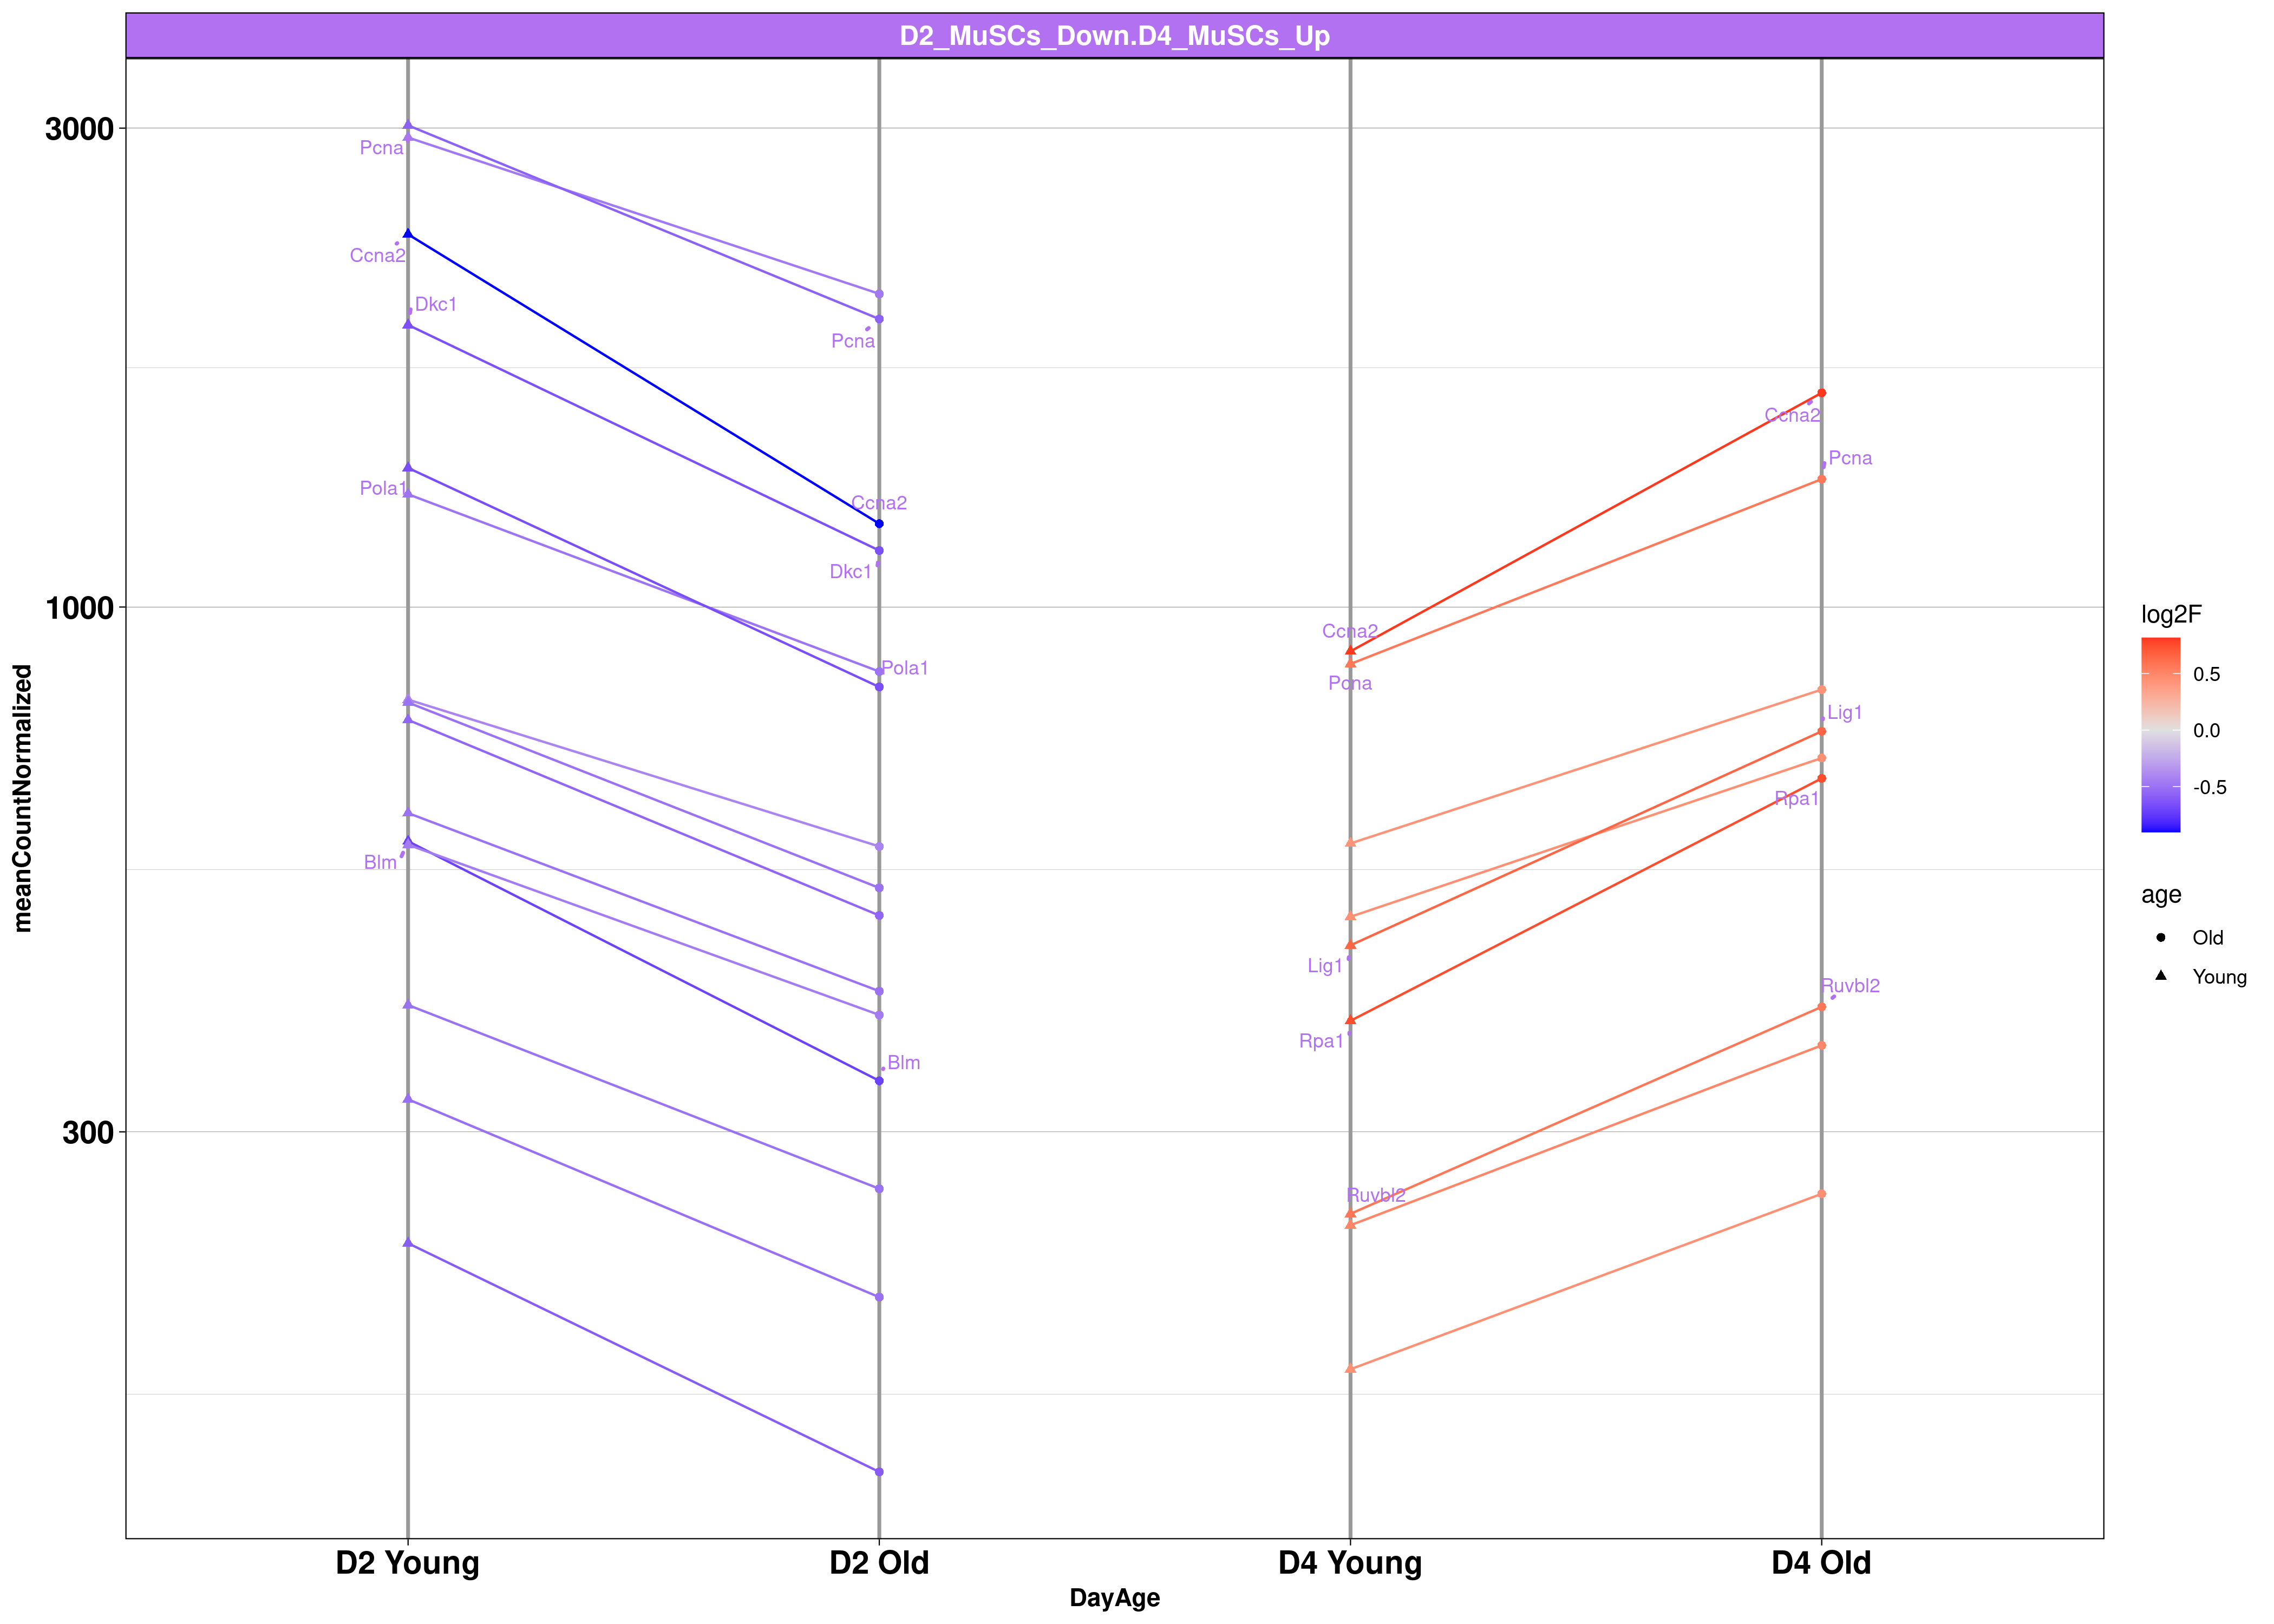 D2_MuSCs_Down.D4_MuSCs_Up
3000
1000
300
meanCountNormalized
Pcna
Ccna2
Dkc1
Pola1
Blm
Pcna
Ccna2
Dkc1
Pola1
Blm
Ccna2
Pcna
Lig1
Rpa1
Ruvbl2
Ccna2
Pcna
Lig1
Rpa1
Ruvbl2
D2 Young
D2 Old
D4 Young
D4 Old
DayAge
log2F
0.5
0.0
-0.5
age
Old
Young